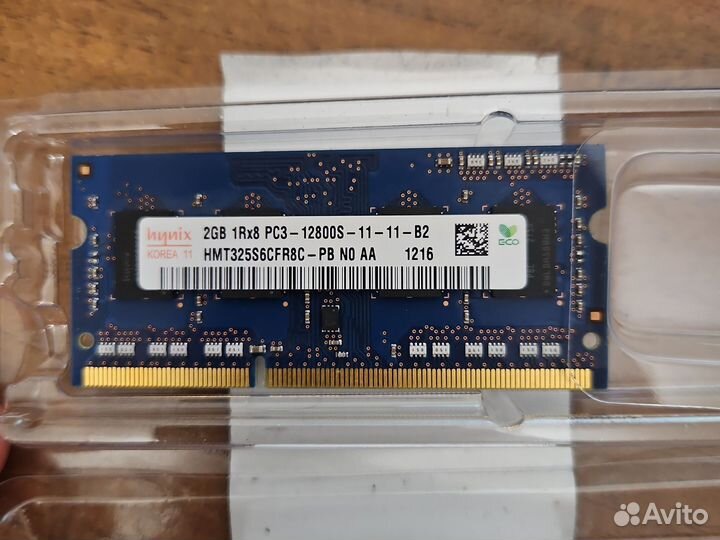 hynix
KOREA 11
2GB 1Rx8 PC3-12800S-11-11-B2
HMT325S6CFR8C-PB N0 AA 1216
ECO
Avito